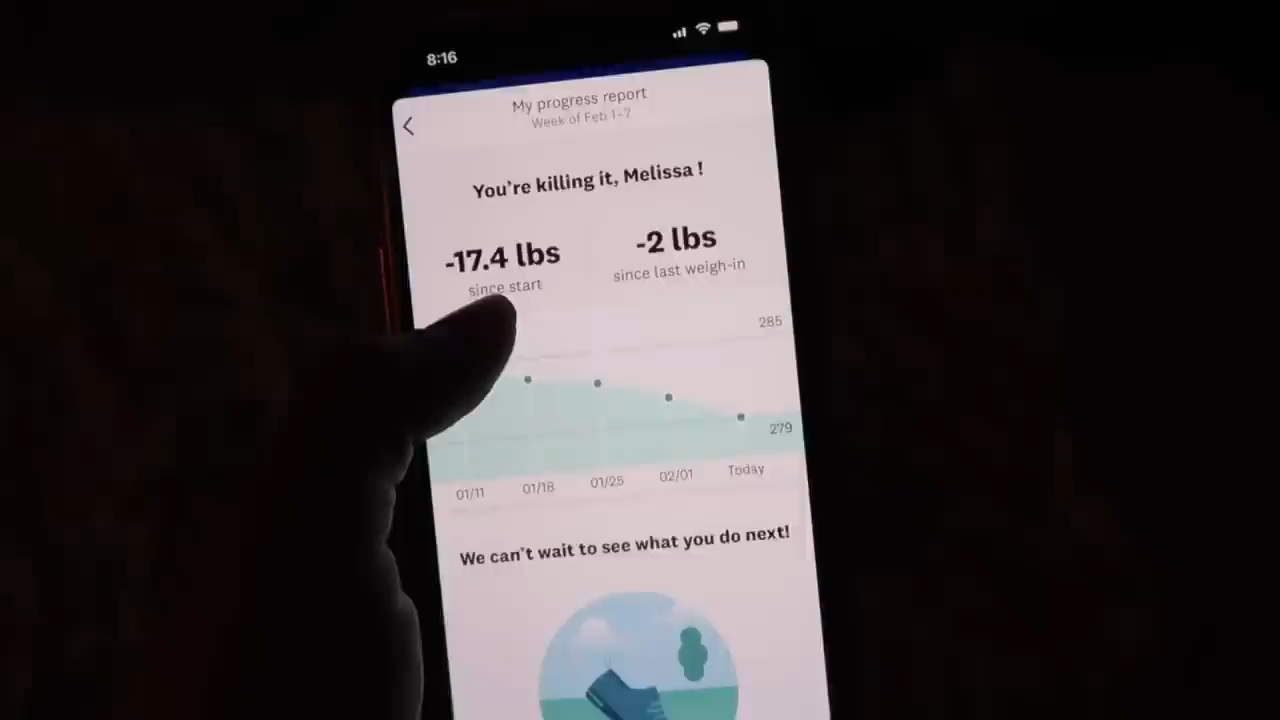 8:16
My progress report
Week of Feb 1-7
You're killing it, Melissa !
-17.4 lbs
-2 lbs
since start
since last weigh-in
285
279
01/11
01/18
01/25
02/01
Today
We can't wait to see what you do next!